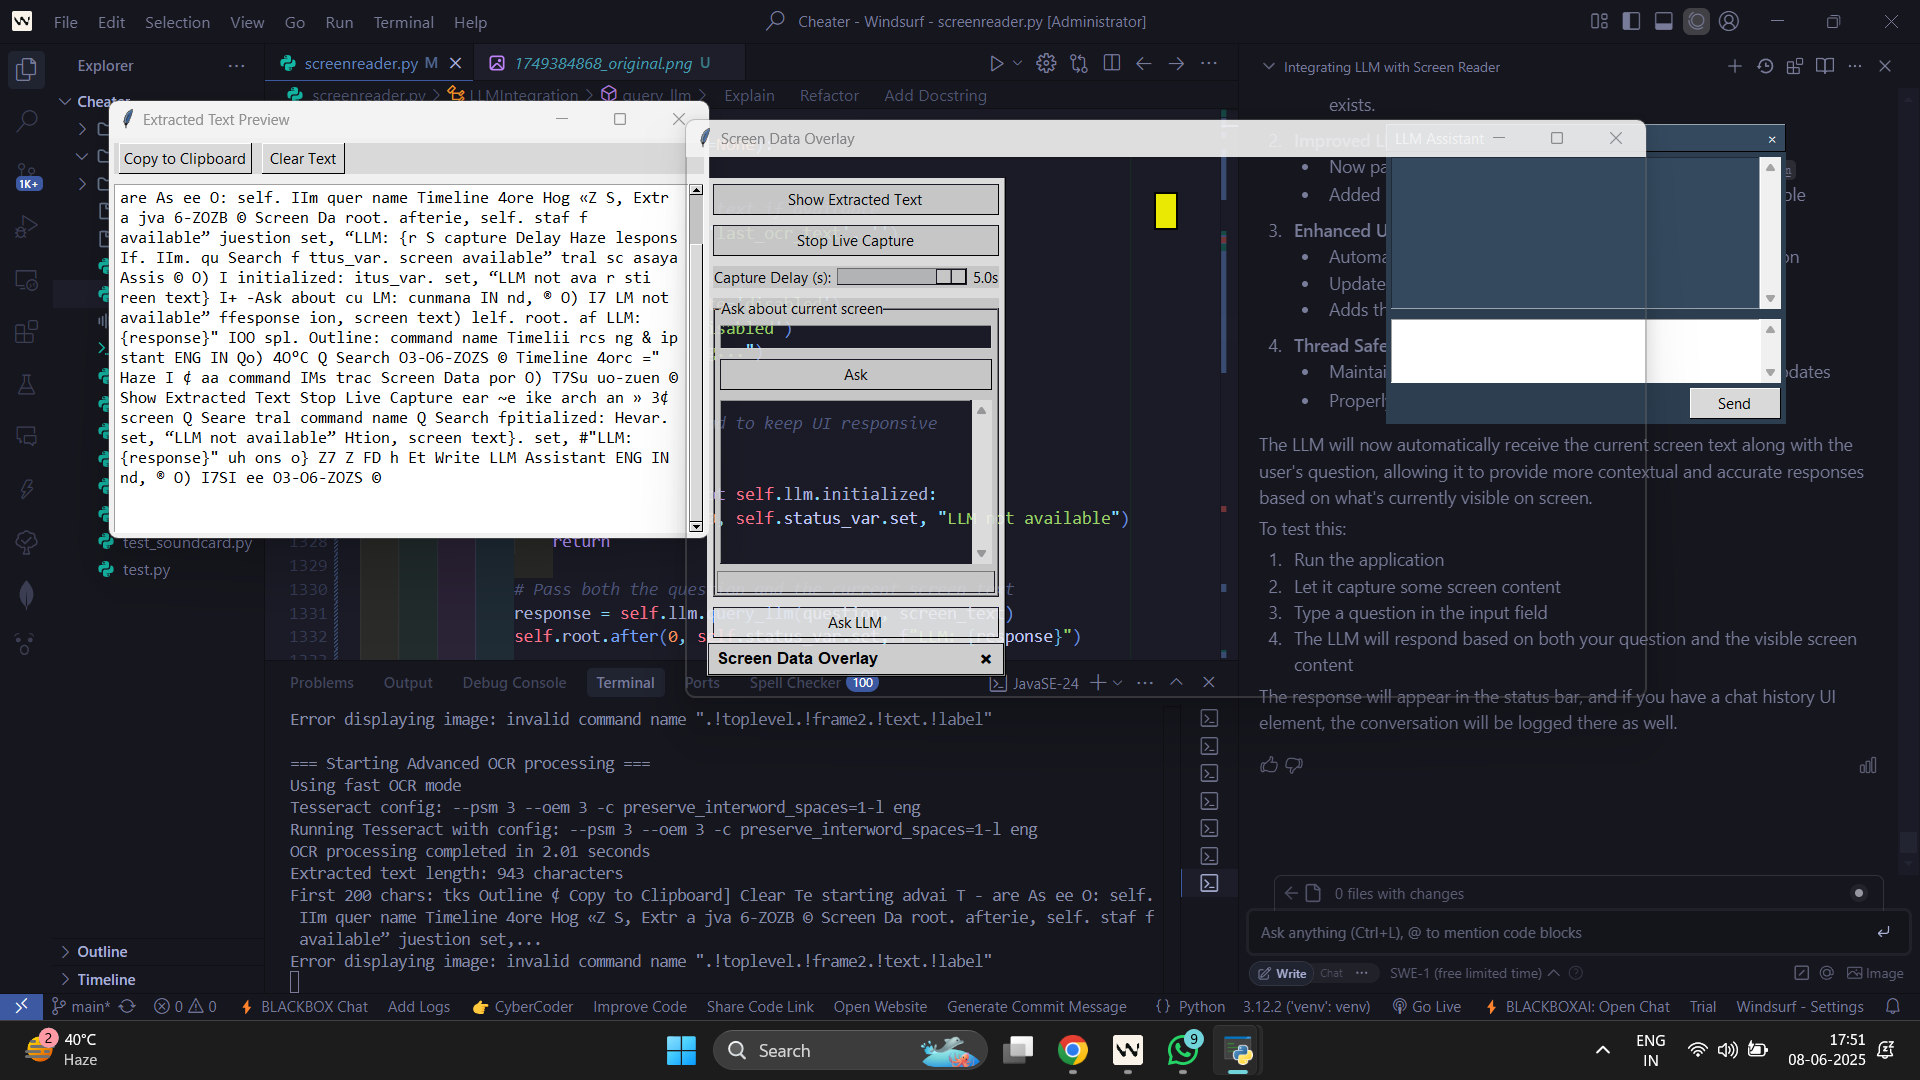 File Edit Selection View Go Run Terminal Help
Cheater - Windsurf - screenreader.py [Administrator]
Explorer
screenreader.py M
1749384868_original.png U
Integrating LLM with Screen Reader
Cheater
screenreader.py > LLMIntegration > query_llm
Explain Refactor Add Docstring
Extracted Text Preview
Copy to Clipboard
Clear Text
are As ee O: self. IIm quer name Timeline 4ore Hog «Z S, Extr
a jva 6-ZOZB © Screen Da root. afterie, self. staf f
available” juestion set, “LLM: {r S capture Delay Haze lespons
If. IIm. qu Search f ttus_var. screen available” tral sc asaya
Assis © O) I initialized: itus_var. set, “LLM not ava r sti
reen text} I+ -Ask about cu LM: cunmana IN nd, ® O) I7 LM not
available” ffesponse ion, screen text) lelf. root. af LLM:
{response}" IOO spl. Outline: command name Timelii rcs ng & ip
stant ENG IN Qo) 4O°C Q Search O3-O6-ZOZS © Timeline 4orc ="
Haze I ¢ aa command IMs trac Screen Data por O) T7Su uo-zuen ©
Show Extracted Text Stop Live Capture ear ~e ike arch an » 3¢
screen Q Seare tral command name Q Search fpitialized: Hevar.
set, “LLM not available” Htion, screen text}. set, #"LLM:
{response}" uh ons o} Z7 Z FD h Et Write LLM Assistant ENG IN
nd, ® O) I7SI ee O3-O6-ZOZS ©
test_soundcard.py
test.py
Screen Data Overlay
Show Extracted Text
Stop Live Capture
Capture Delay (s): 5.0s
Ask about current screen
Ask
d to keep UI responsive
self.llm.initialized:
self.status_var.set, "LLM not available")
Ask LLM
Screen Data Overlay
1328 return
1329
1330 # Pass both the question and the current screen text
1331 response = self.llm.query_llm(question, screen_text)
1332 self.root.after(0, self.status_var.set, f"LLM: {response}")
exists.
2. Improved
LLM Assistant
Now pa
Added
3. Enhanced U
Automa
Update
Adds th
4. Thread Safe
Maintai
Properl
Send
The LLM will now automatically receive the current screen text along with the
user's question, allowing it to provide more contextual and accurate responses
based on what's currently visible on screen.
To test this:
1. Run the application
2. Let it capture some screen content
3. Type a question in the input field
4. The LLM will respond based on both your question and the visible screen
content
The response will appear in the status bar, and if you have a chat history UI
element, the conversation will be logged there as well.
Problems Output Debug Console Terminal Ports Spell Checker 100
JavaSE-24
Error displaying image: invalid command name ".!toplevel.!frame2.!text.!label"
=== Starting Advanced OCR processing ===
Using fast OCR mode
Tesseract config: --psm 3 --oem 3 -c preserve_interword_spaces=1-l eng
Running Tesseract with config: --psm 3 --oem 3 -c preserve_interword_spaces=1-l eng
OCR processing completed in 2.01 seconds
Extracted text length: 943 characters
First 200 chars: tks Outline ¢ Copy to Clipboard] Clear Te starting advai T - are As ee O: self.
IIm quer name Timeline 4ore Hog «Z S, Extr a jva 6-ZOZB © Screen Da root. afterie, self. staf f
available” juestion set,...
Error displaying image: invalid command name ".!toplevel.!frame2.!text.!label"
0 files with changes
Ask anything (Ctrl+L), @ to mention code blocks
Write Chat SWE-1 (free limited time) Image
Outline
Timeline
main* 0 0 BLACKBOX Chat Add Logs CyberCoder Improve Code Share Code Link Open Website Generate Commit Message {} Python 3.12.2 ('venv': venv) Go Live BLACKBOXAI: Open Chat Trial Windsurf - Settings
2 40°C
Haze
Search
9
ENG
IN
17:51
08-06-2025
1K+